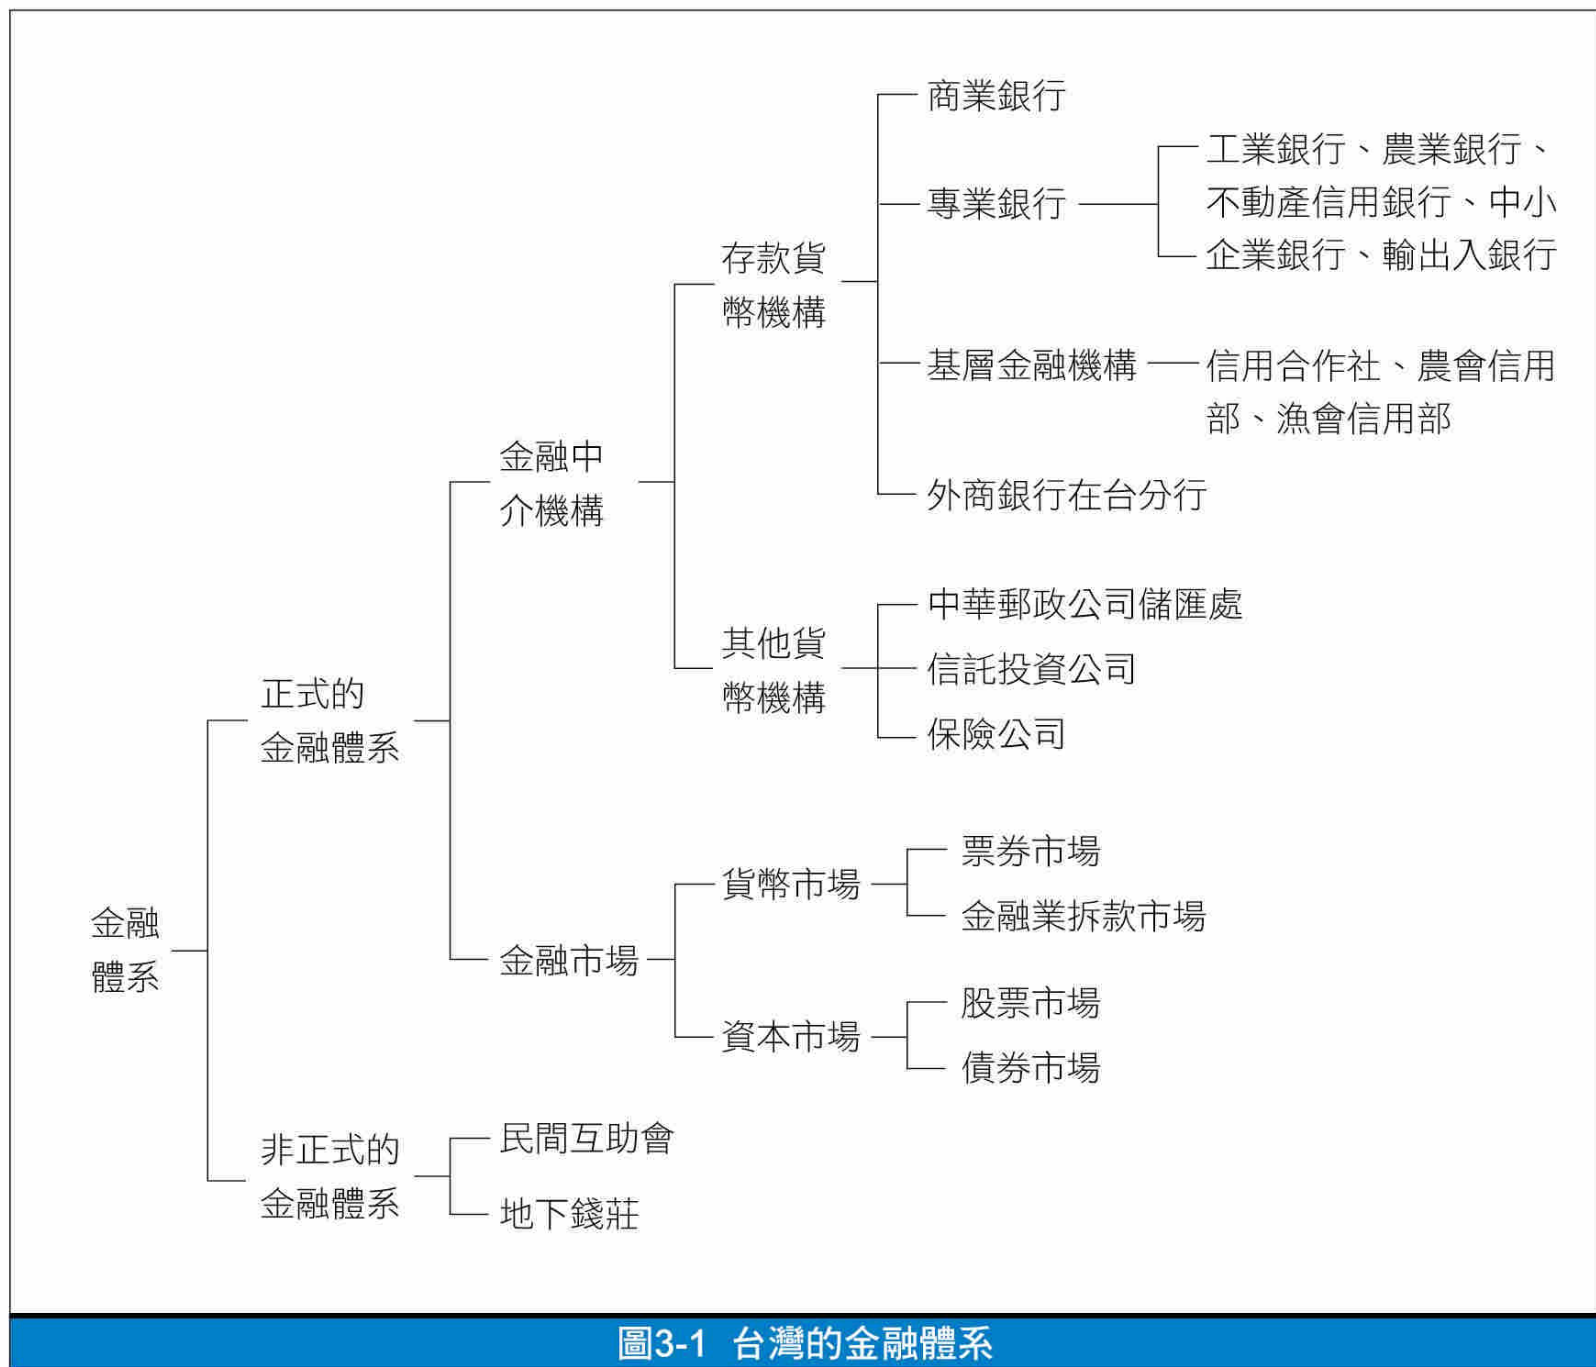 商業銀行
工業銀行、農業銀行、
不動產信用銀行、中小
企業銀行、輸出入銀行
專業銀行
存款貨
幣機構
基層金融機構
信用合作社、農會信用
部、漁會信用部
外商銀行在台分行
金融中
介機構
中華郵政公司儲匯處
其他貨
幣機構
信託投資公司
保險公司
正式的
金融體系
票券市場
貨幣市場
金融業拆款市場
金融
體系
金融市場
股票市場
資本市場
債券市場
非正式的
金融體系
民間互助會
地下錢莊
圖3-1 台灣的金融體系